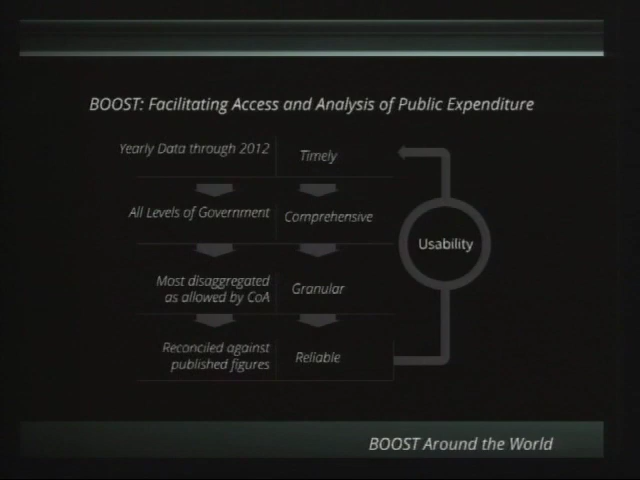 BOOST: Facilitating Access and Analysis of Public Expenditure
Yearly Data through 2012
Timely
All Levels of Government
Comprehensive
Usability
Most disaggregated
as allowed by CoA
Granular
Reconciled against
published figures
Reliable
BOOST Around the World